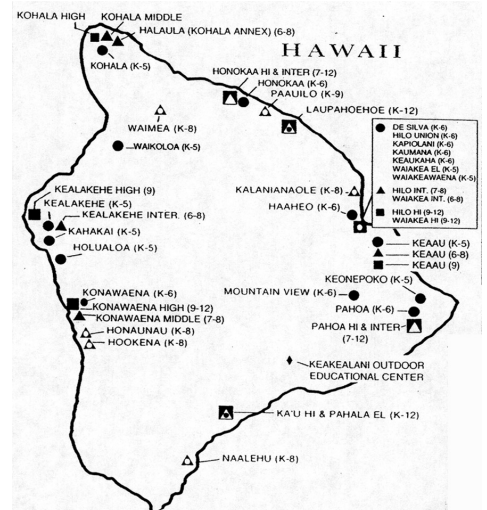 KOHALA HIGH
KOHALA MIDDLE
HALAULA (KOHALA ANNEX) (6-8)
KOHALA (K-5)
HAWAII
HONOKAA HI & INTER (7-12)
HONOKAA (K-6)
PAAUILO (K-9)
LAUPAHOEHOE (K-12)
WAIMEA (K-8)
WAIKOLOA (K-5)
DE SILVA (K-6)
HILO UNION (K-6)
KAPIOLANI (K-6)
KAUMANA (K-6)
KEAUKAHA (K-6)
WAIAKEA EL (K-5)
WAIAKEAWAENA (K-5)
HILO INT. (7-8)
WAIAKEA INT. (6-8)
HILO HI (9-12)
WAIAKEA HI (9-12)
KEALAKEHE HIGH (9)
KEALAKEHE (K-5)
KEALAKEHE INTER. (6-8)
KAHAKAI (K-5)
HOLUALOA (K-5)
KALANIANAOLE (K-8)
HAAHEO (K-6)
KEAAU (K-5)
KEAAU (6-8)
KEAAU (9)
KEONEPOKO (K-5)
MOUNTAIN VIEW (K-6)
PAHOA (K-6)
PAHOA HI & INTER
(7-12)
KONAWAENA (K-6)
KONAWAENA HIGH (9-12)
KONAWAENA MIDDLE (7-8)
HONAUNAU (K-8)
HOOKENA (K-8)
KEAKEALANI OUTDOOR
EDUCATIONAL CENTER
KA'U HI & PAHALA EL (K-12)
NAALEHU (K-8)